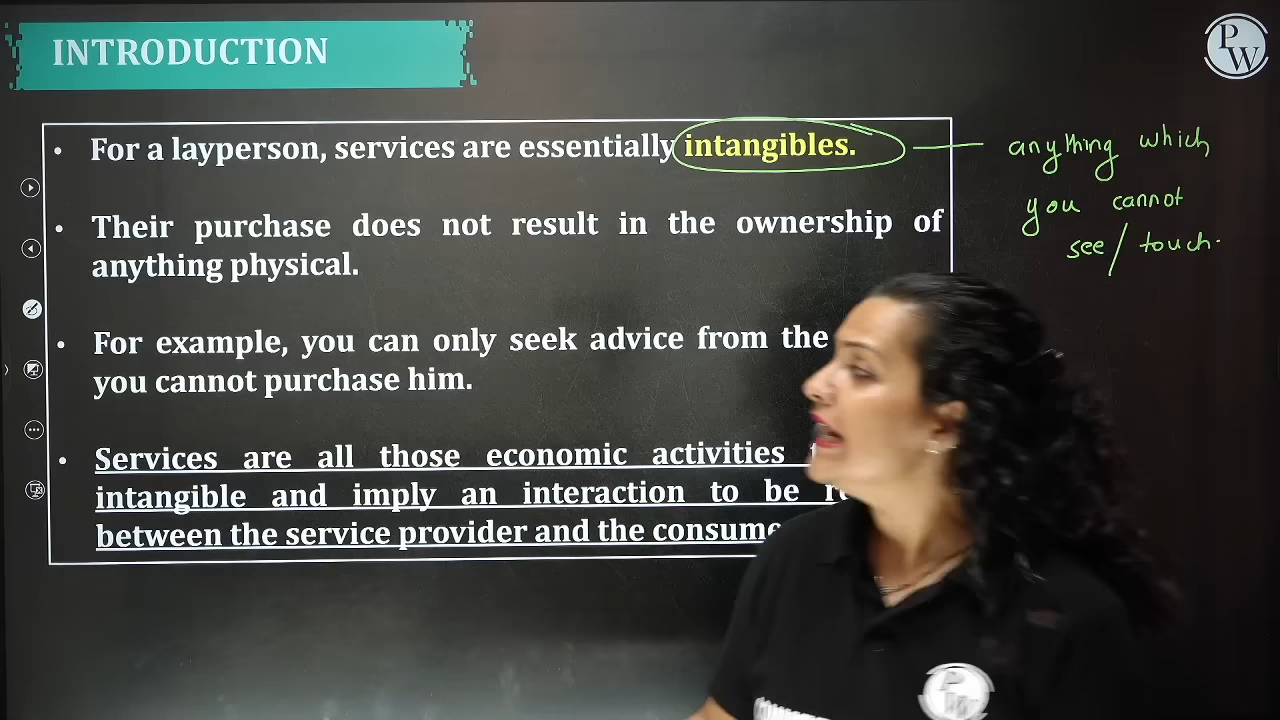 INTRODUCTION
PW
For a layperson, services are essentially intangibles.
anything which
you cannot
see / touch.
Their purchase does not result in the ownership of
anything physical.
For example, you can only seek advice from the
you cannot purchase him.
Services are all those economic activities
intangible and imply an interaction to be
between the service provider and the
PW